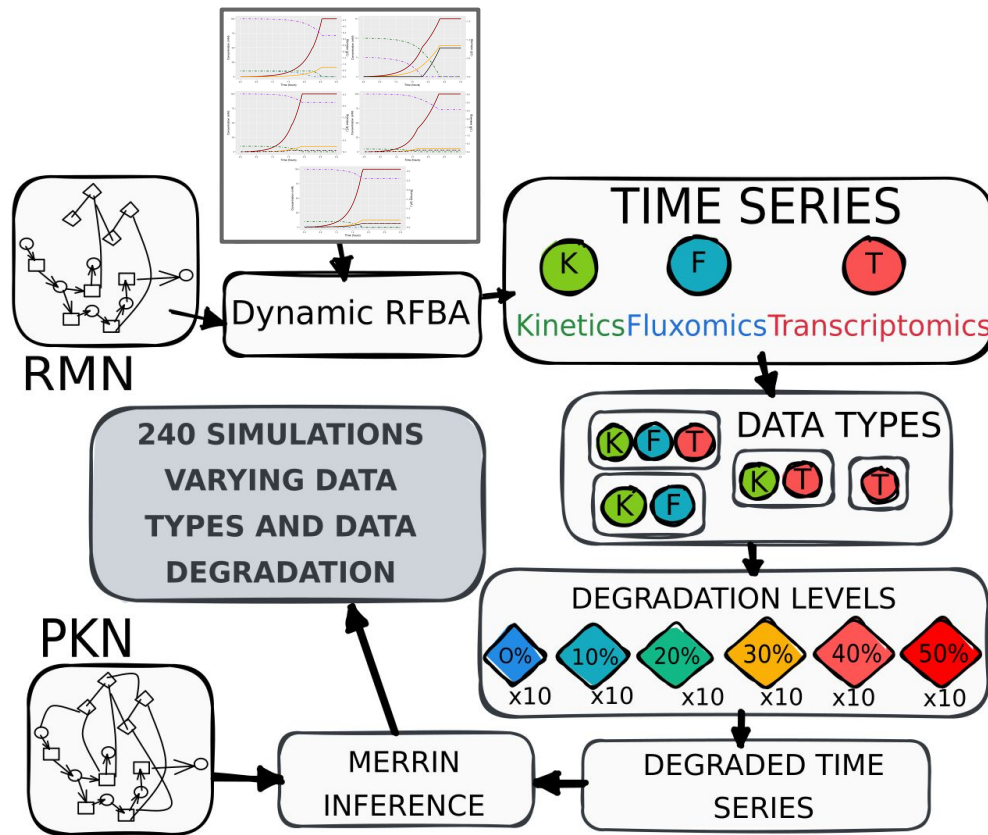 TIME SERIES
K F T
Kinetics Fluxomics Transcriptomics
Dynamic RFBA
RMN
240 SIMULATIONS
VARYING DATA
TYPES AND DATA
DEGRADATION
DATA TYPES
K F T
K T
T
K F
DEGRADATION LEVELS
0% 10% 20% 30% 40% 50%
x10 x10 x10 x10 x10 x10
PKN
MERRIN
INFERENCE
DEGRADED TIME
SERIES